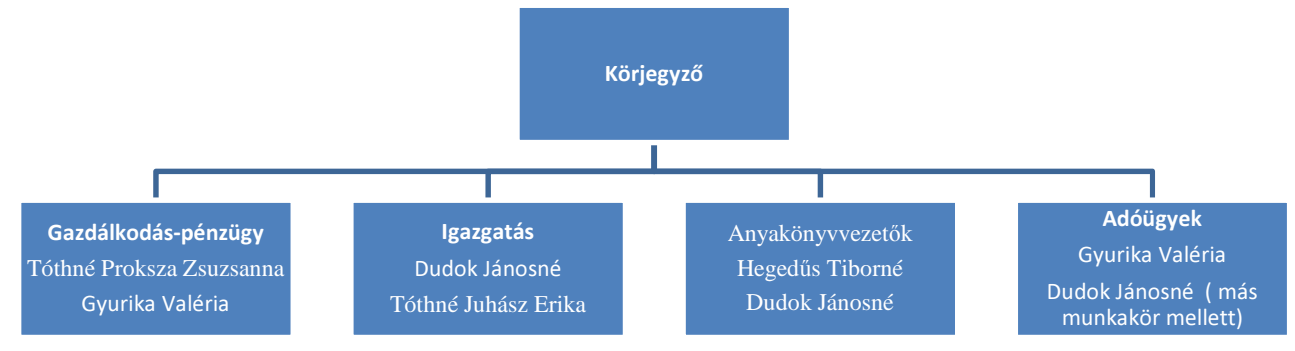 Körjegyző
Gazdálkodás-pénzügy
Tóthné Proksza Zsuzsanna
Gyurika Valéria
Igazgatás
Dudok Jánosné
Tóthné Juhász Erika
Anyakönyvvezetők
Hegedűs Tiborné
Dudok Jánosné
Adóügyek
Gyurika Valéria
Dudok Jánosné ( más
munkakör mellett)